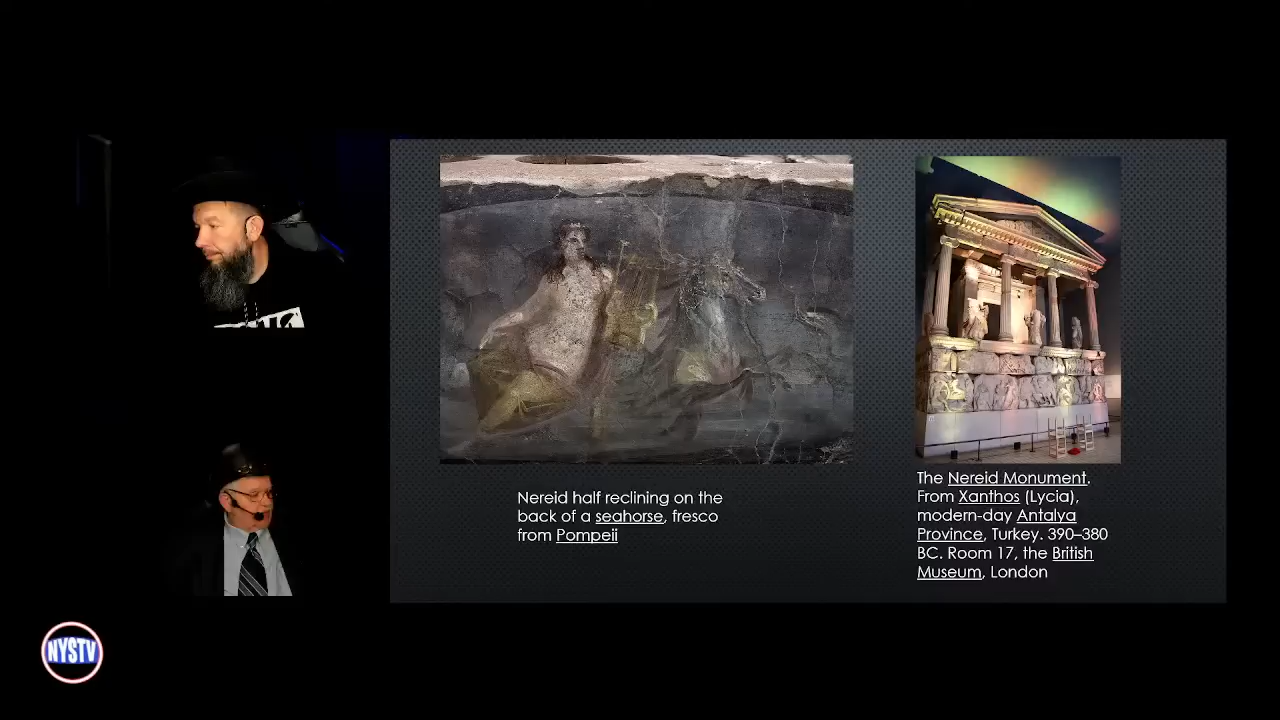 Nereid half reclining on the
back of a seahorse, fresco
from Pompeii
The Nereid Monument.
From Xanthos (Lycia),
modern-day Antalya
Province, Turkey. 390–380
BC. Room 17, the British
Museum, London
NYSTV